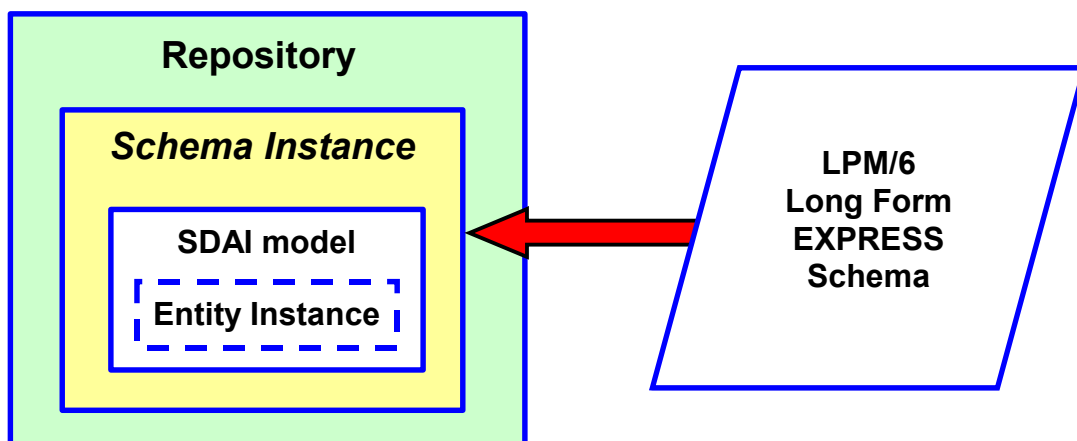 Repository
Schema Instance
SDAI model
Entity Instance
LPM/6
Long Form
EXPRESS
Schema